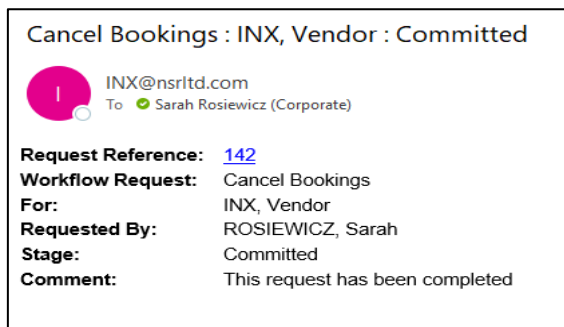 Cancel Bookings : INX, Vendor : Committed
I
INX@nsrltd.com
To Sarah Rosiewicz (Corporate)
Request Reference: 142
Workflow Request: Cancel Bookings
For: INX, Vendor
Requested By: ROSIEWICZ, Sarah
Stage: Committed
Comment: This request has been completed